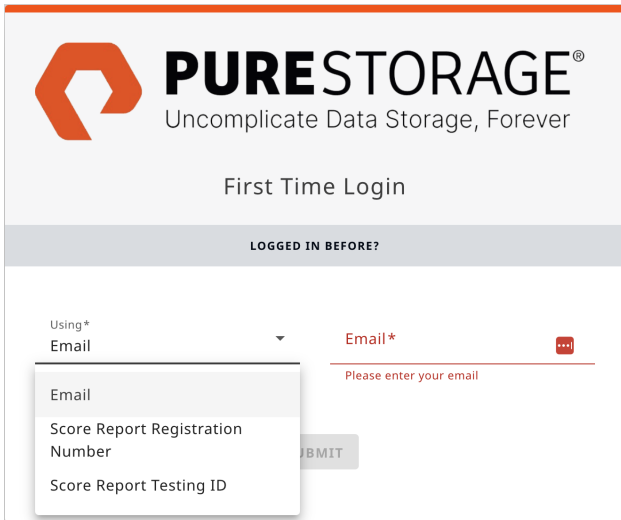 PURESTORAGE®
Uncomplicate Data Storage, Forever
First Time Login
LOGGED IN BEFORE?
Using*
Email
Email*
Please enter your email
Email
Score Report Registration
Number
Score Report Testing ID
UBMIT